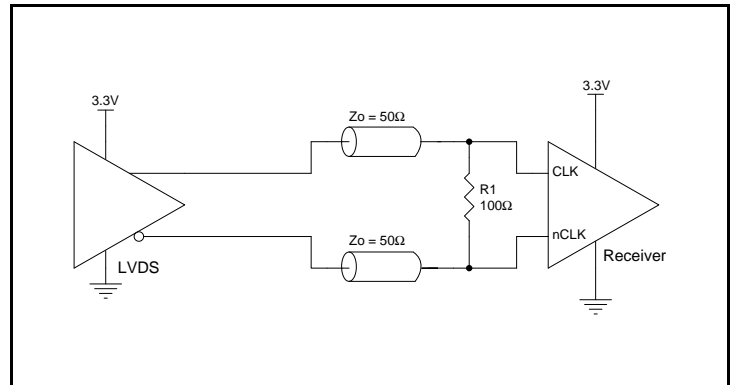 3.3V
3.3V
Zo = 50Ω
CLK
R1
100Ω
nCLK
Zo = 50Ω
LVDS
Receiver